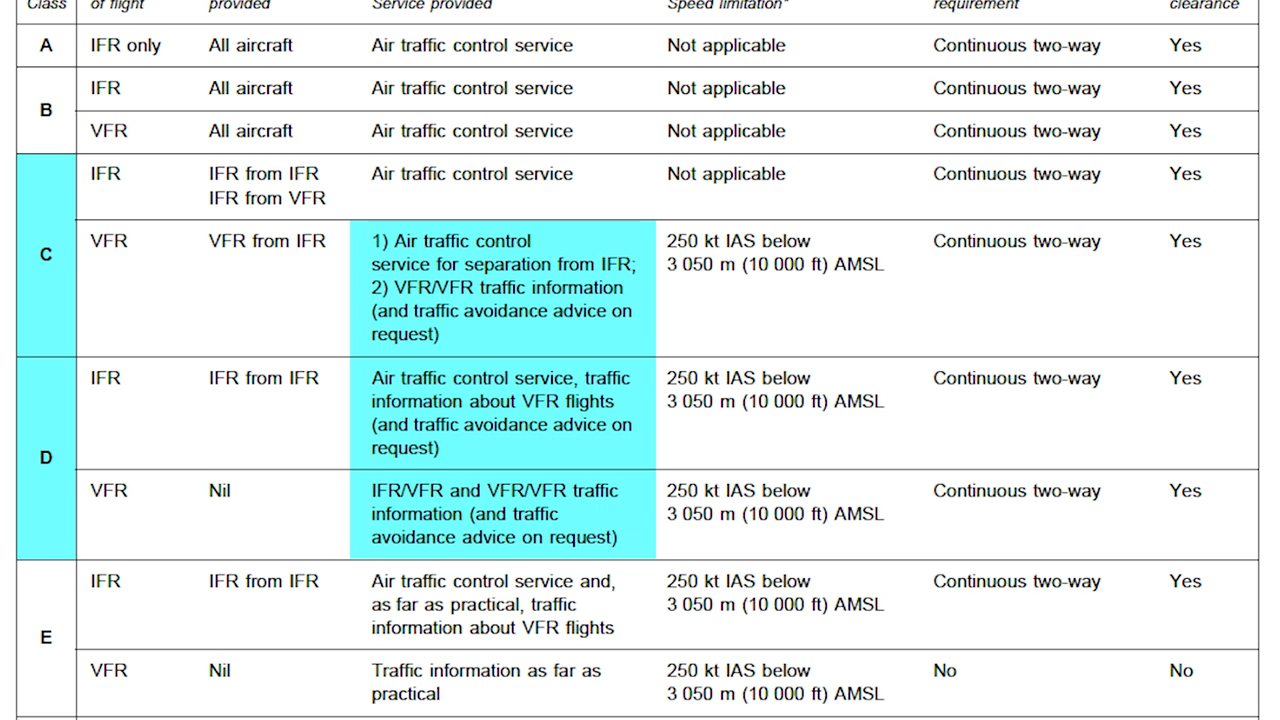 Class of flight provided Service provided Speed limitation* requirement clearance
A IFR only All aircraft Air traffic control service Not applicable Continuous two-way Yes
B
IFR All aircraft Air traffic control service Not applicable Continuous two-way Yes
VFR All aircraft Air traffic control service Not applicable Continuous two-way Yes
C
IFR IFR from IFR Air traffic control service Not applicable Continuous two-way Yes
IFR from VFR
VFR VFR from IFR 1) Air traffic control 250 kt IAS below Continuous two-way Yes
service for separation from IFR; 3 050 m (10 000 ft) AMSL
2) VFR/VFR traffic information
(and traffic avoidance advice on
request)
D
IFR IFR from IFR Air traffic control service, traffic 250 kt IAS below Continuous two-way Yes
information about VFR flights 3 050 m (10 000 ft) AMSL
(and traffic avoidance advice on
request)
VFR Nil IFR/VFR and VFR/VFR traffic 250 kt IAS below Continuous two-way Yes
information (and traffic 3 050 m (10 000 ft) AMSL
avoidance advice on request)
E
IFR IFR from IFR Air traffic control service and, 250 kt IAS below Continuous two-way Yes
as far as practical, traffic 3 050 m (10 000 ft) AMSL
information about VFR flights
VFR Nil Traffic information as far as 250 kt IAS below No No
practical 3 050 m (10 000 ft) AMSL